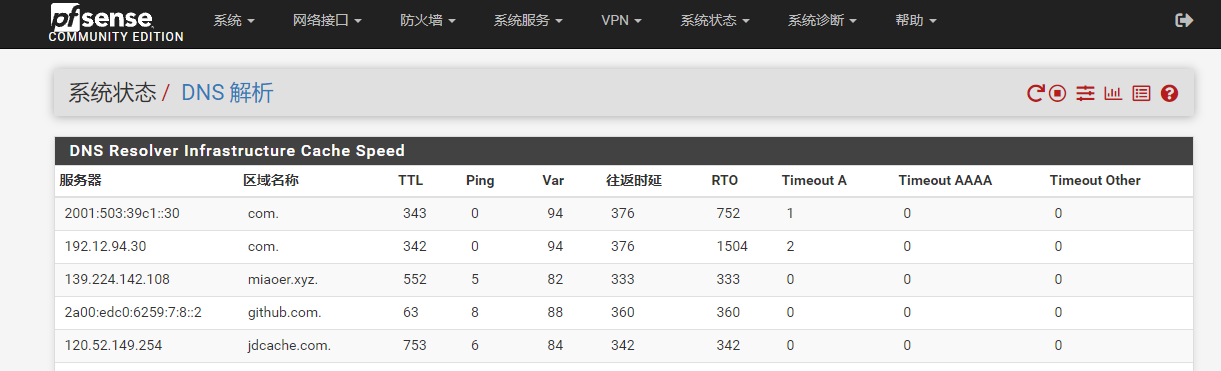 pfsense
COMMUNITY EDITION
系统 网络接口 防火墙 系统服务 VPN 系统状态 系统诊断 帮助
系统状态 / DNS 解析
DNS Resolver Infrastructure Cache Speed
服务器 区域名称 TTL Ping Var 往返时延 RTO Timeout A Timeout AAAA Timeout Other
2001:503:39c1::30 com. 343 0 94 376 752 1 0 0
192.12.94.30 com. 342 0 94 376 1504 2 0 0
139.224.142.108 miaoer.xyz. 552 5 82 333 333 0 0 0
2a00:edc0:6259:7:8::2 github.com. 63 8 88 360 360 0 0 0
120.52.149.254 jdcache.com. 753 6 84 342 342 0 0 0